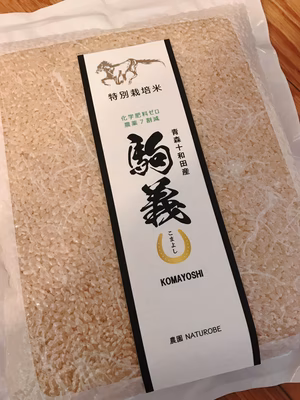 特別栽培米
化学肥料ゼロ
農薬7割減
青森十和田産
駒義
こまよし
KOMAYOSHI
農園 NATUROBE